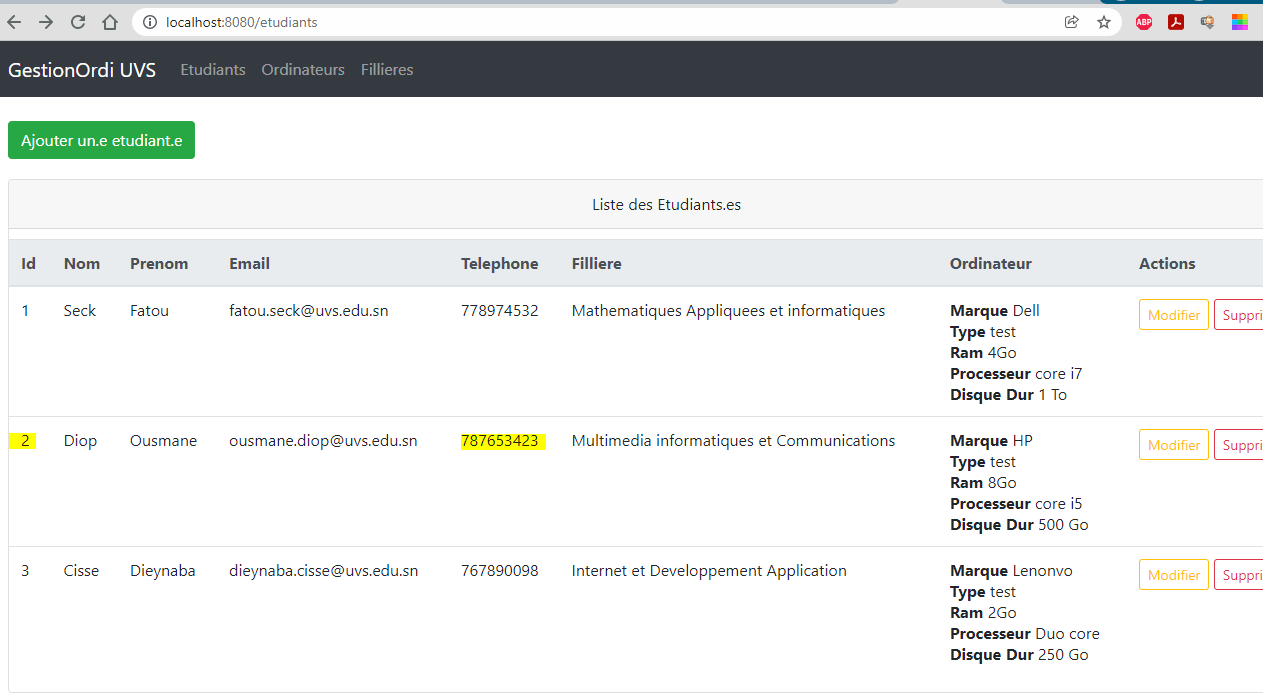 localhost:8080/etudiants
ABP
GestionOrdi UVS Etudiants Ordinateurs Fillieres
Ajouter un.e etudiant.e
Liste des Etudiants.es
Id Nom Prenom Email Telephone Filliere Ordinateur Actions
1 Seck Fatou fatou.seck@uvs.edu.sn 778974532 Mathematiques Appliquees et informatiques Marque Dell Modifier Suppri
Type test
Ram 4Go
Processeur core i7
Disque Dur 1 To
2 Diop Ousmane ousmane.diop@uvs.edu.sn 787653423 Multimedia informatiques et Communications Marque HP Modifier Suppri
Type test
Ram 8Go
Processeur core i5
Disque Dur 500 Go
3 Cisse Dieynaba dieynaba.cisse@uvs.edu.sn 767890098 Internet et Developpement Application Marque Lenonvo Modifier Suppri
Type test
Ram 2Go
Processeur Duo core
Disque Dur 250 Go